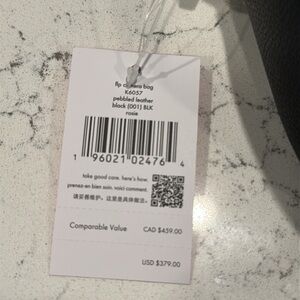 flp camera bag
K6057
pebbled leather
black (001) BLK
rosie
1 96021 02476 4
take good care. here's how.
prenez-en bien soin. voici comment.
请妥善维护。这里是具体做法。
Comparable Value CAD $459.00
USD $379.00